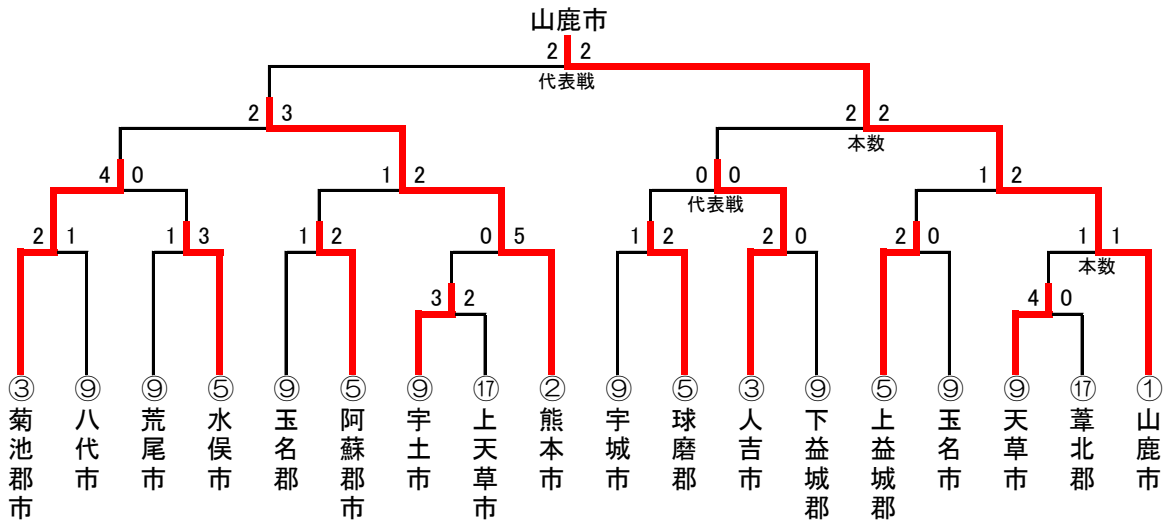 山鹿市
2 2
代表戦
2 3
2 2
本数
4 0
1 2
0 0
代表戦
1 2
2 1
1 3
1 2
0 5
1 2
2 0
2 0
1 1
本数
3 2
4 0
③ ⑨ ⑨ ⑤ ⑨ ⑤ ⑨ ⑰ ② ⑨ ⑤ ③ ⑨ ⑤ ⑨ ⑨ ⑰ ①
菊池郡市
八代市
荒尾市
水俣市
玉名郡
阿蘇郡市
宇土市
上天草市
熊本市
宇城市
球磨郡
人吉市
下益城郡
上益城郡
玉名市
天草市
葦北郡
山鹿市